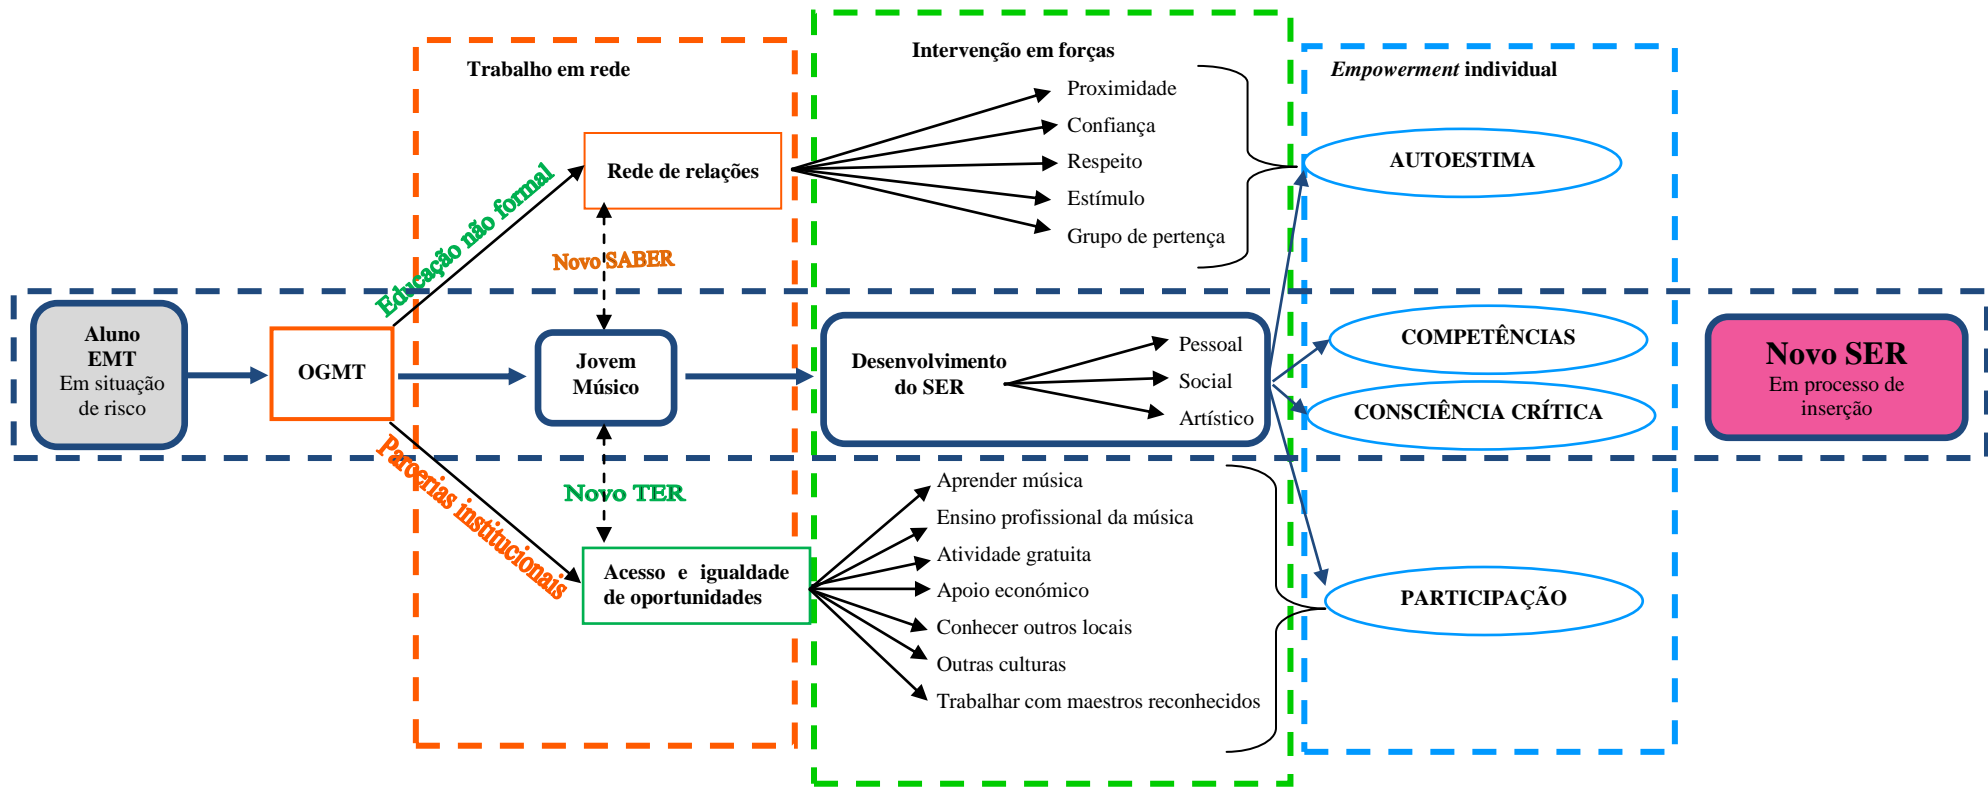 Trabalho em rede
Intervenção em forças
Empowerment individual
Proximidade
Confiança
Respeito
Estímulo
Grupo de pertença
Rede de relações
AUTOESTIMA
Educação não formal
Novo SABER
Aluno
EMT
Em situação
de risco
OGMT
Jovem
Músico
Desenvolvimento
do SER
Pessoal
Social
Artístico
COMPETÊNCIAS
CONSCIÊNCIA CRÍTICA
Novo SER
Em processo de
inserção
Parcerias institucionais
Novo TER
Acesso e igualdade
de oportunidades
Aprender música
Ensino profissional da música
Atividade gratuita
Apoio económico
Conhecer outros locais
Outras culturas
Trabalhar com maestros reconhecidos
PARTICIPAÇÃO